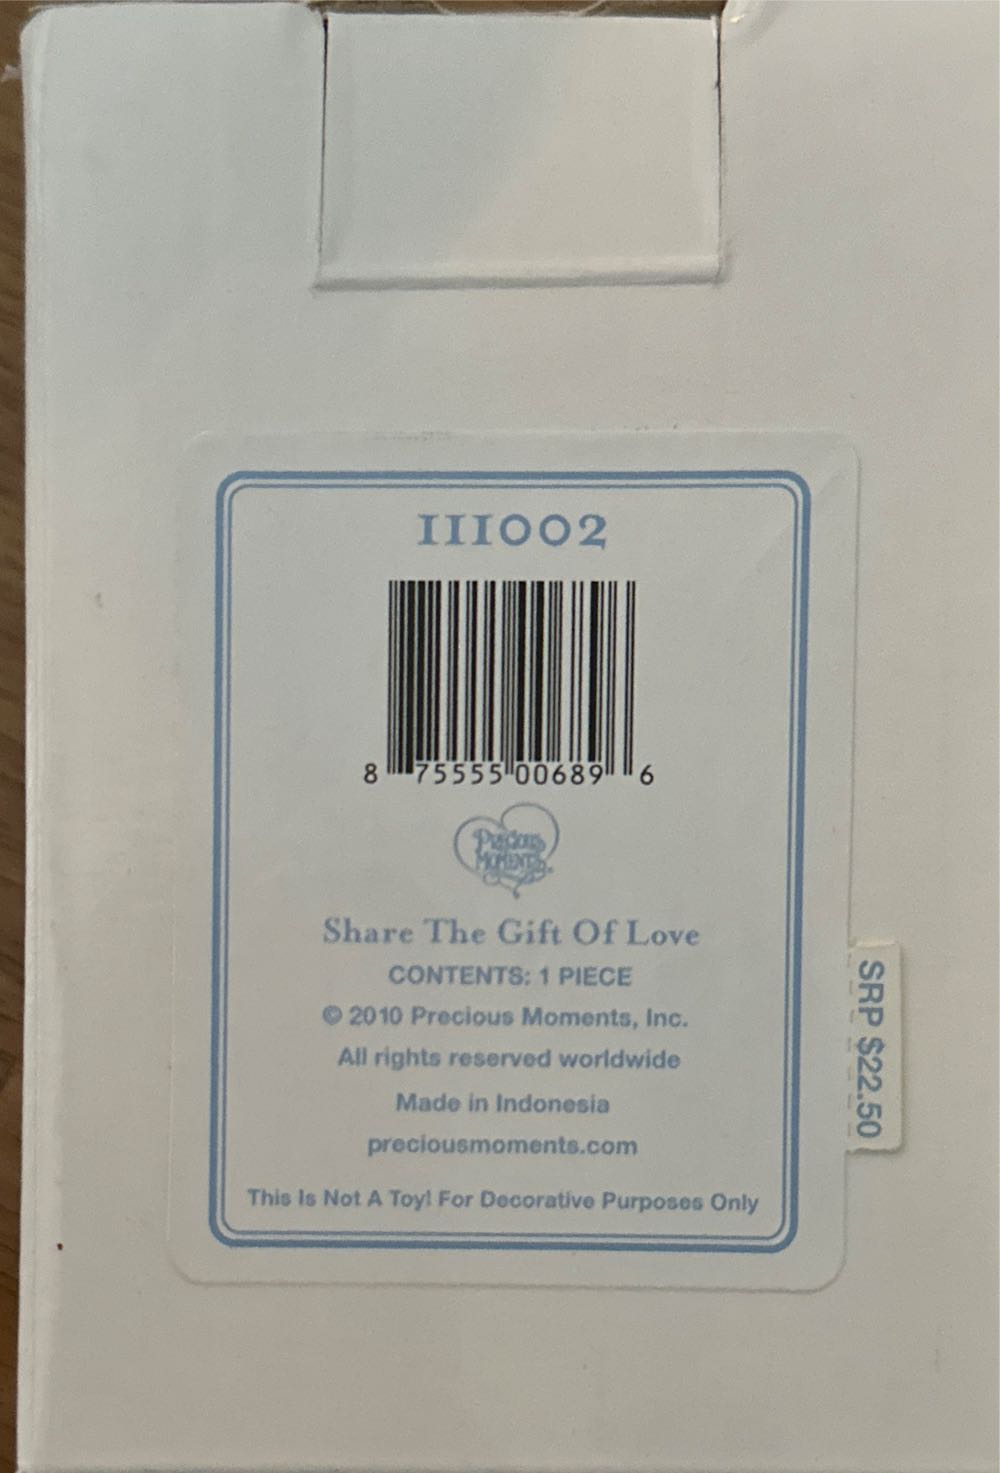 111002
8 75555 00689 6
Precious
Moments
Share The Gift Of Love
CONTENTS: 1 PIECE
© 2010 Precious Moments, Inc.
All rights reserved worldwide
Made in Indonesia
preciousmoments.com
This Is Not A Toy! For Decorative Purposes Only
SRP $22.50